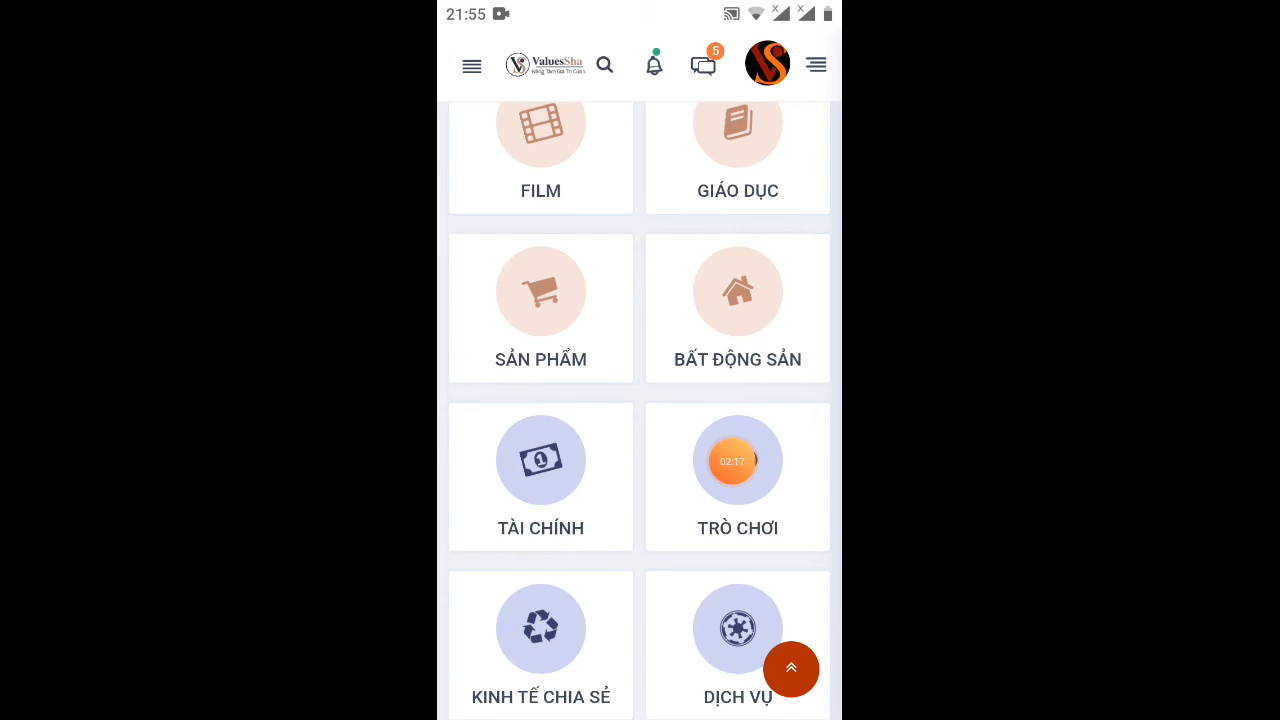 21:55
ValuesSha
Nâng Tầm Giá Trị Của
5
FILM
GIÁO DỤC
SẢN PHẨM
BẤT ĐỘNG SẢN
1
02:17
TÀI CHÍNH
TRÒ CHƠI
KINH TẾ CHIA SẺ
DỊCH VỤ